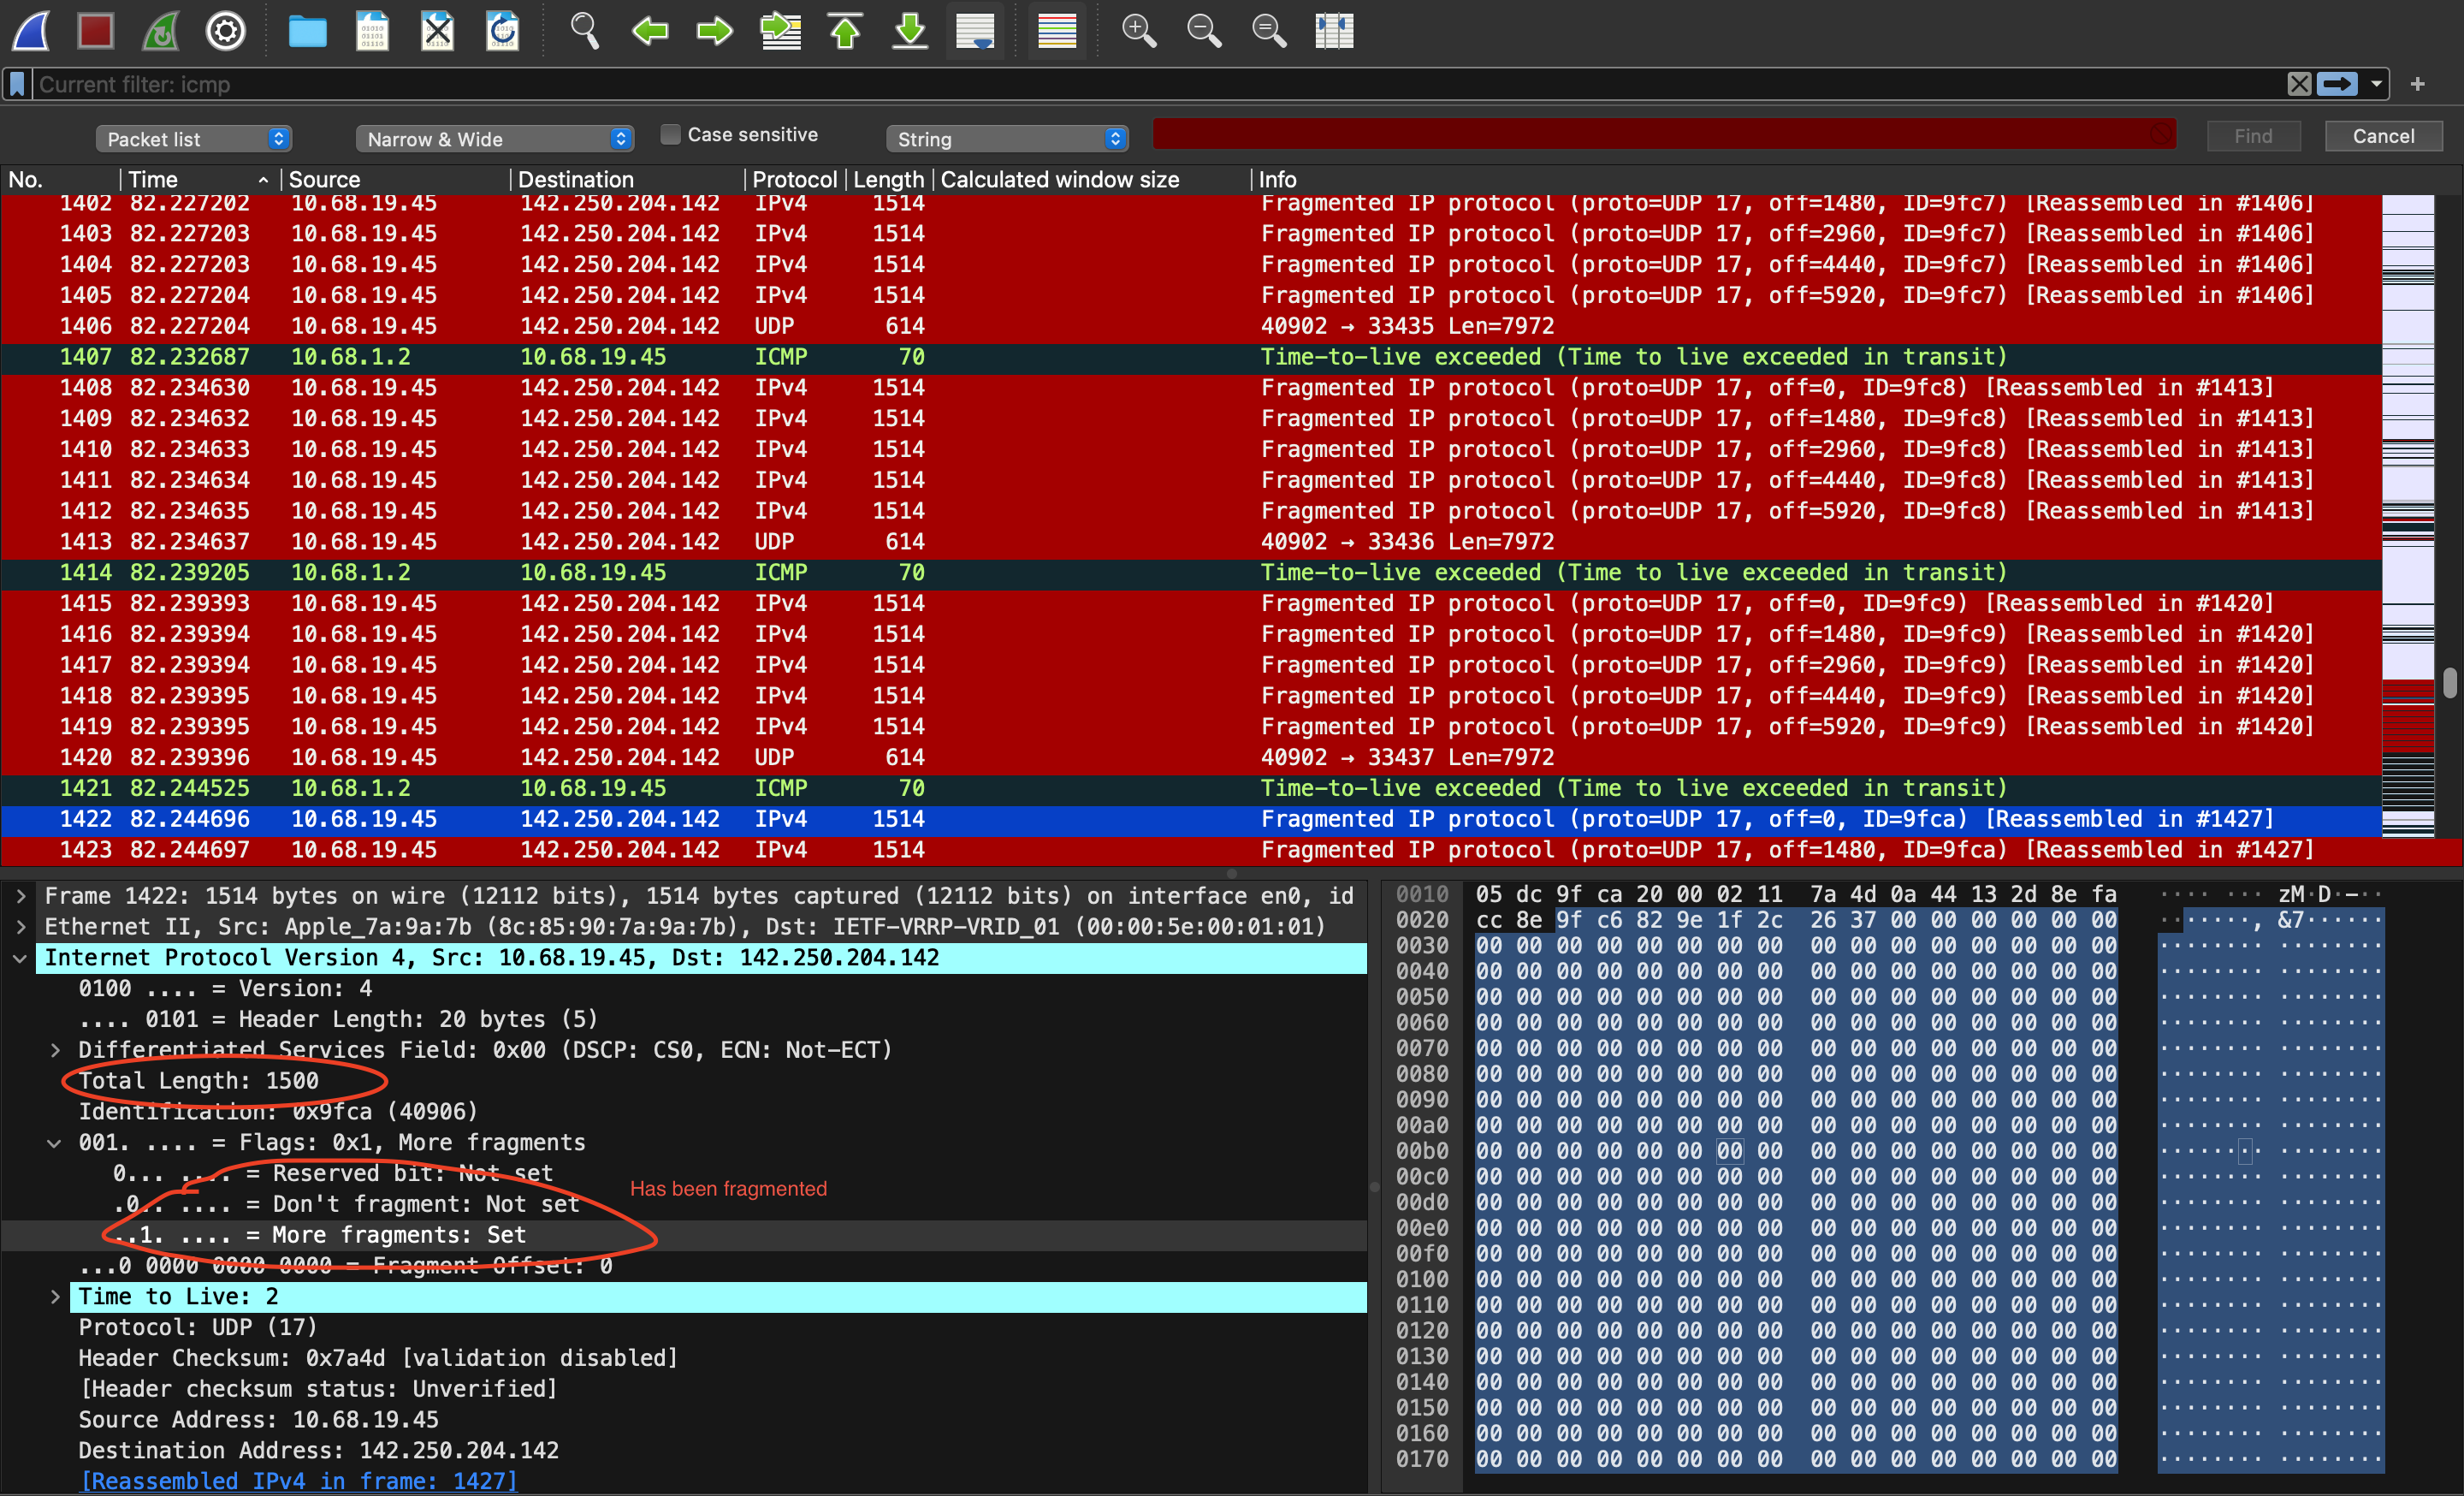 Current filter: icmp
+
Packet list Narrow & Wide Case sensitive String Find Cancel
No. Time Source Destination Protocol Length Calculated window size Info
1402 82.227202 10.68.19.45 142.250.204.142 IPv4 1514 Fragmented IP protocol (proto=UDP 17, off=1480, ID=9fc7) [Reassembled in #1406]
1403 82.227203 10.68.19.45 142.250.204.142 IPv4 1514 Fragmented IP protocol (proto=UDP 17, off=2960, ID=9fc7) [Reassembled in #1406]
1404 82.227203 10.68.19.45 142.250.204.142 IPv4 1514 Fragmented IP protocol (proto=UDP 17, off=4440, ID=9fc7) [Reassembled in #1406]
1405 82.227204 10.68.19.45 142.250.204.142 IPv4 1514 Fragmented IP protocol (proto=UDP 17, off=5920, ID=9fc7) [Reassembled in #1406]
1406 82.227204 10.68.19.45 142.250.204.142 UDP 614 40902 → 33435 Len=7972
1407 82.232687 10.68.1.2 10.68.19.45 ICMP 70 Time-to-live exceeded (Time to live exceeded in transit)
1408 82.234630 10.68.19.45 142.250.204.142 IPv4 1514 Fragmented IP protocol (proto=UDP 17, off=0, ID=9fc8) [Reassembled in #1413]
1409 82.234632 10.68.19.45 142.250.204.142 IPv4 1514 Fragmented IP protocol (proto=UDP 17, off=1480, ID=9fc8) [Reassembled in #1413]
1410 82.234633 10.68.19.45 142.250.204.142 IPv4 1514 Fragmented IP protocol (proto=UDP 17, off=2960, ID=9fc8) [Reassembled in #1413]
1411 82.234634 10.68.19.45 142.250.204.142 IPv4 1514 Fragmented IP protocol (proto=UDP 17, off=4440, ID=9fc8) [Reassembled in #1413]
1412 82.234635 10.68.19.45 142.250.204.142 IPv4 1514 Fragmented IP protocol (proto=UDP 17, off=5920, ID=9fc8) [Reassembled in #1413]
1413 82.234637 10.68.19.45 142.250.204.142 UDP 614 40902 → 33436 Len=7972
1414 82.239205 10.68.1.2 10.68.19.45 ICMP 70 Time-to-live exceeded (Time to live exceeded in transit)
1415 82.239393 10.68.19.45 142.250.204.142 IPv4 1514 Fragmented IP protocol (proto=UDP 17, off=0, ID=9fc9) [Reassembled in #1420]
1416 82.239394 10.68.19.45 142.250.204.142 IPv4 1514 Fragmented IP protocol (proto=UDP 17, off=1480, ID=9fc9) [Reassembled in #1420]
1417 82.239394 10.68.19.45 142.250.204.142 IPv4 1514 Fragmented IP protocol (proto=UDP 17, off=2960, ID=9fc9) [Reassembled in #1420]
1418 82.239395 10.68.19.45 142.250.204.142 IPv4 1514 Fragmented IP protocol (proto=UDP 17, off=4440, ID=9fc9) [Reassembled in #1420]
1419 82.239395 10.68.19.45 142.250.204.142 IPv4 1514 Fragmented IP protocol (proto=UDP 17, off=5920, ID=9fc9) [Reassembled in #1420]
1420 82.239396 10.68.19.45 142.250.204.142 UDP 614 40902 → 33437 Len=7972
1421 82.244525 10.68.1.2 10.68.19.45 ICMP 70 Time-to-live exceeded (Time to live exceeded in transit)
1422 82.244696 10.68.19.45 142.250.204.142 IPv4 1514 Fragmented IP protocol (proto=UDP 17, off=0, ID=9fca) [Reassembled in #1427]
1423 82.244697 10.68.19.45 142.250.204.142 IPv4 1514 Fragmented IP protocol (proto=UDP 17, off=1480, ID=9fca) [Reassembled in #1427]
Frame 1422: 1514 bytes on wire (12112 bits), 1514 bytes captured (12112 bits) on interface en0, id
Ethernet II, Src: Apple_7a:9a:7b (8c:85:90:7a:9a:7b), Dst: IETF-VRRP-VRID_01 (00:00:5e:00:01:01)
Internet Protocol Version 4, Src: 10.68.19.45, Dst: 142.250.204.142
0100 .... = Version: 4
.... 0101 = Header Length: 20 bytes (5)
Differentiated Services Field: 0x00 (DSCP: CS0, ECN: Not-ECT)
Total Length: 1500
Identification: 0x9fca (40906)
001. .... = Flags: 0x1, More fragments
0... .... = Reserved bit: Not set
Has been fragmented
.0.. .... = Don't fragment: Not set
..1. .... = More fragments: Set
...0 0000 0000 0000 = Fragment Offset: 0
Time to Live: 2
Protocol: UDP (17)
Header Checksum: 0x7a4d [validation disabled]
[Header checksum status: Unverified]
Source Address: 10.68.19.45
Destination Address: 142.250.204.142
[Reassembled IPv4 in frame: 1427]
0010 05 dc 9f ca 20 00 02 11 7a 4d 0a 44 13 2d 8e fa ···· ··· zM·D·-··
0020 cc 8e 9f c6 82 9e 1f 2c 26 37 00 00 00 00 00 00 ·······, &7······
0030 00 00 00 00 00 00 00 00 00 00 00 00 00 00 00 00 ········ ········
0040 00 00 00 00 00 00 00 00 00 00 00 00 00 00 00 00 ········ ········
0050 00 00 00 00 00 00 00 00 00 00 00 00 00 00 00 00 ········ ········
0060 00 00 00 00 00 00 00 00 00 00 00 00 00 00 00 00 ········ ········
0070 00 00 00 00 00 00 00 00 00 00 00 00 00 00 00 00 ········ ········
0080 00 00 00 00 00 00 00 00 00 00 00 00 00 00 00 00 ········ ········
0090 00 00 00 00 00 00 00 00 00 00 00 00 00 00 00 00 ········ ········
00a0 00 00 00 00 00 00 00 00 00 00 00 00 00 00 00 00 ········ ········
00b0 00 00 00 00 00 00 00 00 00 00 00 00 00 00 00 00 ········ ········
00c0 00 00 00 00 00 00 00 00 00 00 00 00 00 00 00 00 ········ ········
00d0 00 00 00 00 00 00 00 00 00 00 00 00 00 00 00 00 ········ ········
00e0 00 00 00 00 00 00 00 00 00 00 00 00 00 00 00 00 ········ ········
00f0 00 00 00 00 00 00 00 00 00 00 00 00 00 00 00 00 ········ ········
0100 00 00 00 00 00 00 00 00 00 00 00 00 00 00 00 00 ········ ········
0110 00 00 00 00 00 00 00 00 00 00 00 00 00 00 00 00 ········ ········
0120 00 00 00 00 00 00 00 00 00 00 00 00 00 00 00 00 ········ ········
0130 00 00 00 00 00 00 00 00 00 00 00 00 00 00 00 00 ········ ········
0140 00 00 00 00 00 00 00 00 00 00 00 00 00 00 00 00 ········ ········
0150 00 00 00 00 00 00 00 00 00 00 00 00 00 00 00 00 ········ ········
0160 00 00 00 00 00 00 00 00 00 00 00 00 00 00 00 00 ········ ········
0170 00 00 00 00 00 00 00 00 00 00 00 00 00 00 00 00 ········ ········